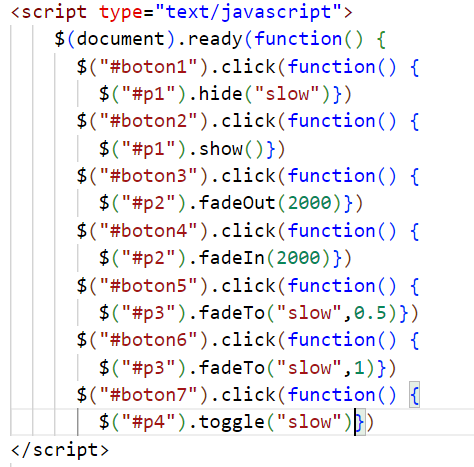 <script type="text/javascript">
    $(document).ready(function() {
      $("#boton1").click(function() {
        $("#p1").hide("slow")})
      $("#boton2").click(function() {
        $("#p1").show()})
      $("#boton3").click(function() {
        $("#p2").fadeOut(2000)})
      $("#boton4").click(function() {
        $("#p2").fadeIn(2000)})
      $("#boton5").click(function() {
        $("#p3").fadeTo("slow",0.5)})
      $("#boton6").click(function() {
        $("#p3").fadeTo("slow",1)})
      $("#boton7").click(function() {
        $("#p4").toggle("slow")})
</script>